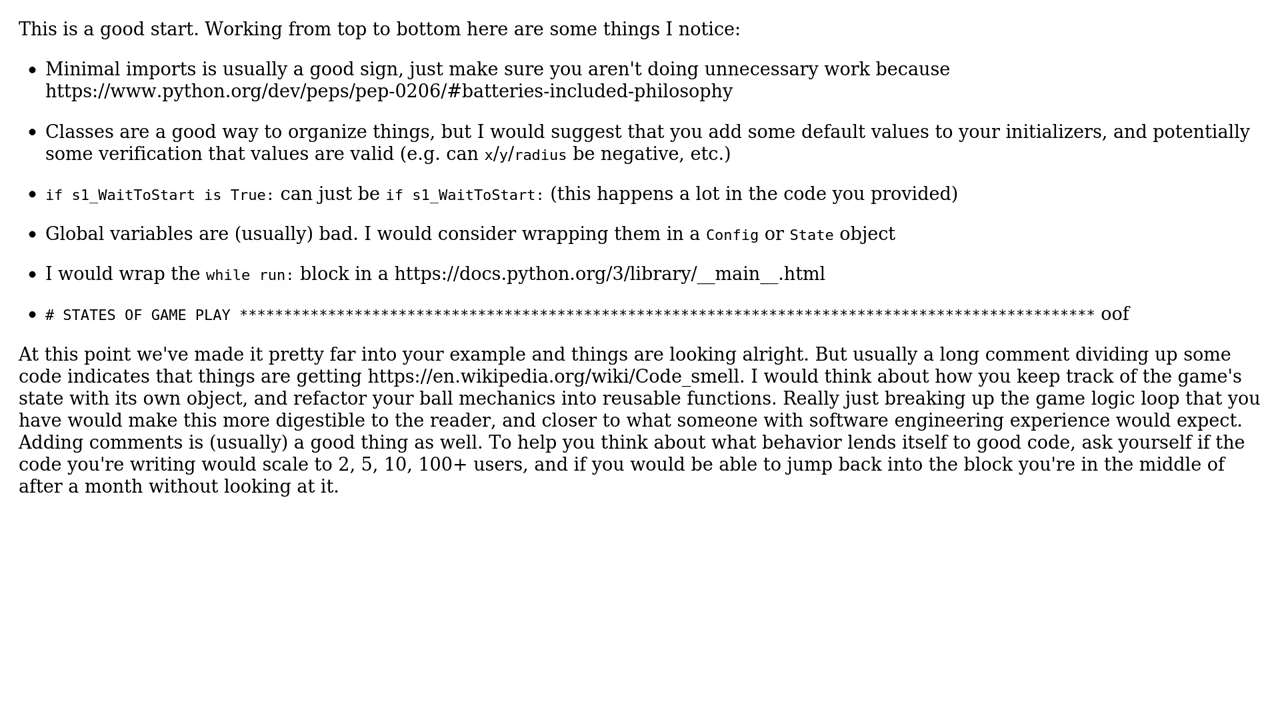 This is a good start. Working from top to bottom here are some things I notice:
• Minimal imports is usually a good sign, just make sure you aren't doing unnecessary work because
https://www.python.org/dev/peps/pep-0206/#batteries-included-philosophy
• Classes are a good way to organize things, but I would suggest that you add some default values to your initializers, and potentially
some verification that values are valid (e.g. can x/y/radius be negative, etc.)
• if s1_WaitToStart is True: can just be if s1_WaitToStart: (this happens a lot in the code you provided)
• Global variables are (usually) bad. I would consider wrapping them in a Config or State object
• I would wrap the while run: block in a https://docs.python.org/3/library/__main__.html
• # STATES OF GAME PLAY ************************************************************************************************* oof
At this point we've made it pretty far into your example and things are looking alright. But usually a long comment dividing up some
code indicates that things are getting https://en.wikipedia.org/wiki/Code_smell. I would think about how you keep track of the game's
state with its own object, and refactor your ball mechanics into reusable functions. Really just breaking up the game logic loop that you
have would make this more digestible to the reader, and closer to what someone with software engineering experience would expect.
Adding comments is (usually) a good thing as well. To help you think about what behavior lends itself to good code, ask yourself if the
code you're writing would scale to 2, 5, 10, 100+ users, and if you would be able to jump back into the block you're in the middle of
after a month without looking at it.